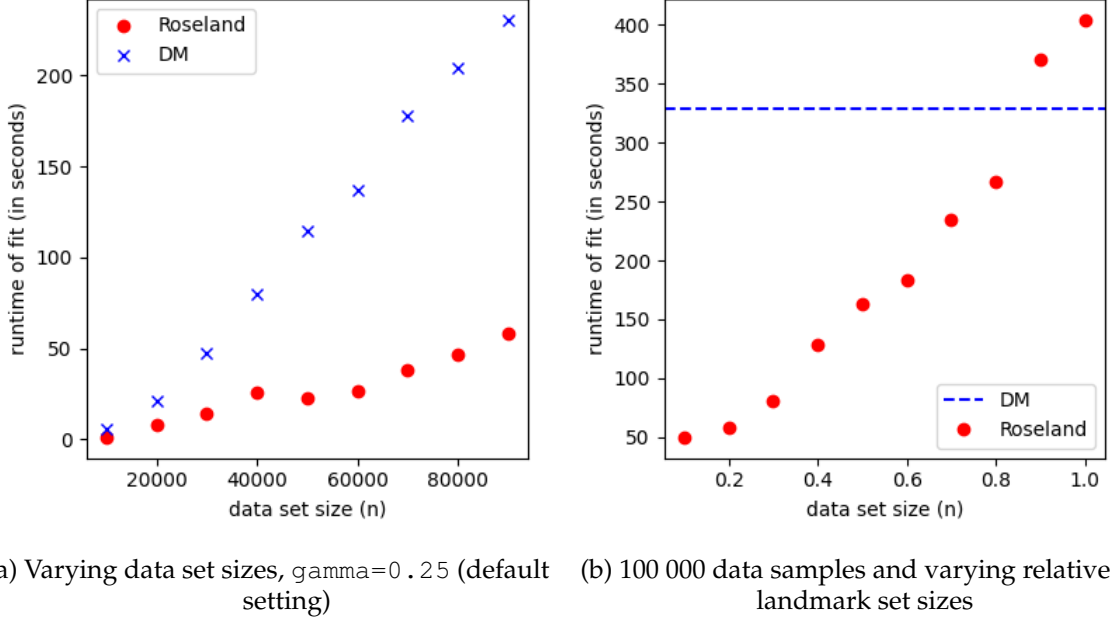 Roseland
DM
200
150
100
50
0
runtime of fit (in seconds)
20000 40000 60000 80000
data set size (n)
400
350
300
250
200
150
100
50
runtime of fit (in seconds)
DM
Roseland
0.2 0.4 0.6 0.8 1.0
data set size (n)
a) Varying data set sizes, gamma=0.25 (default
setting)
(b) 100 000 data samples and varying relative
landmark set sizes